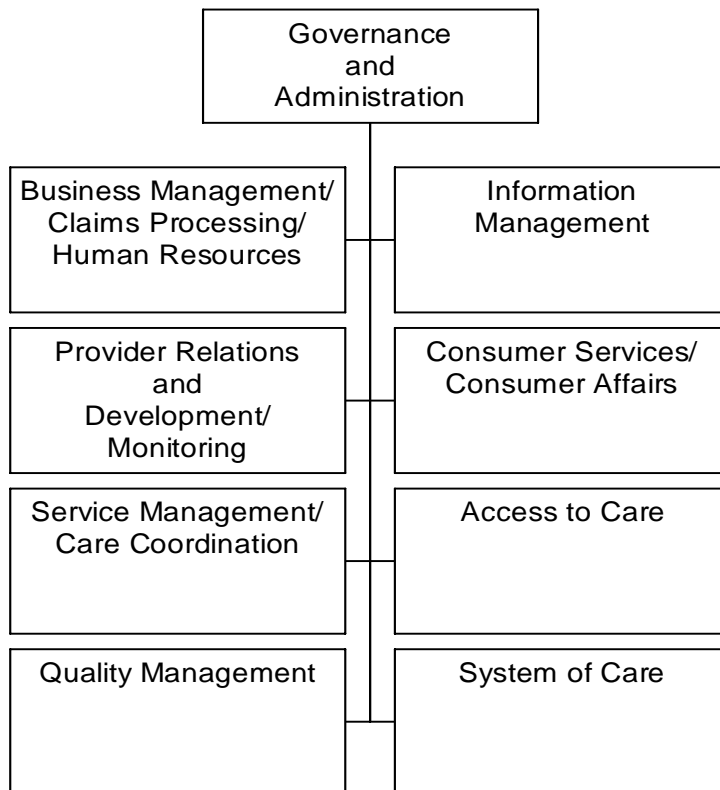 Governance
and
Administration
Business Management/
Claims Processing/
Human Resources
Information
Management
Provider Relations
and
Development/
Monitoring
Consumer Services/
Consumer Affairs
Service Management/
Care Coordination
Access to Care
Quality Management
System of Care